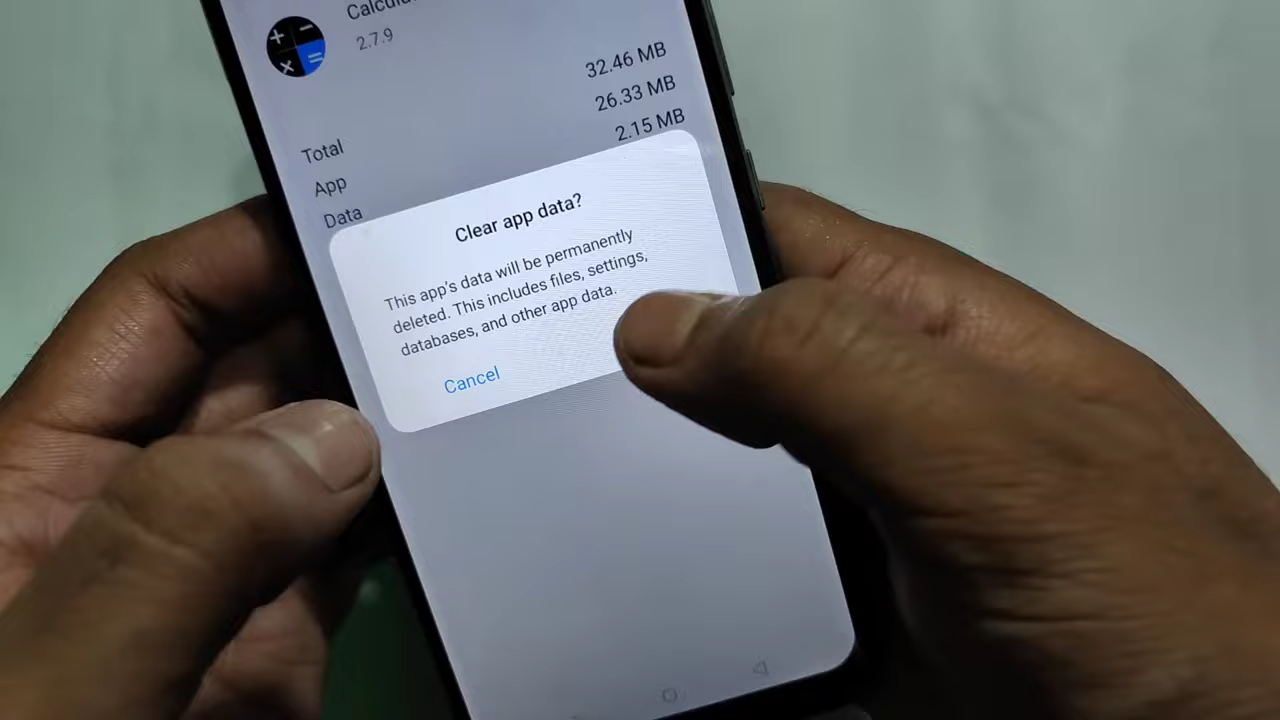 2.7.9
Total 32.46 MB
App 26.33 MB
Data 2.15 MB
Clear app data?
This app's data will be permanently
deleted. This includes files, settings,
databases, and other app data.
Cancel